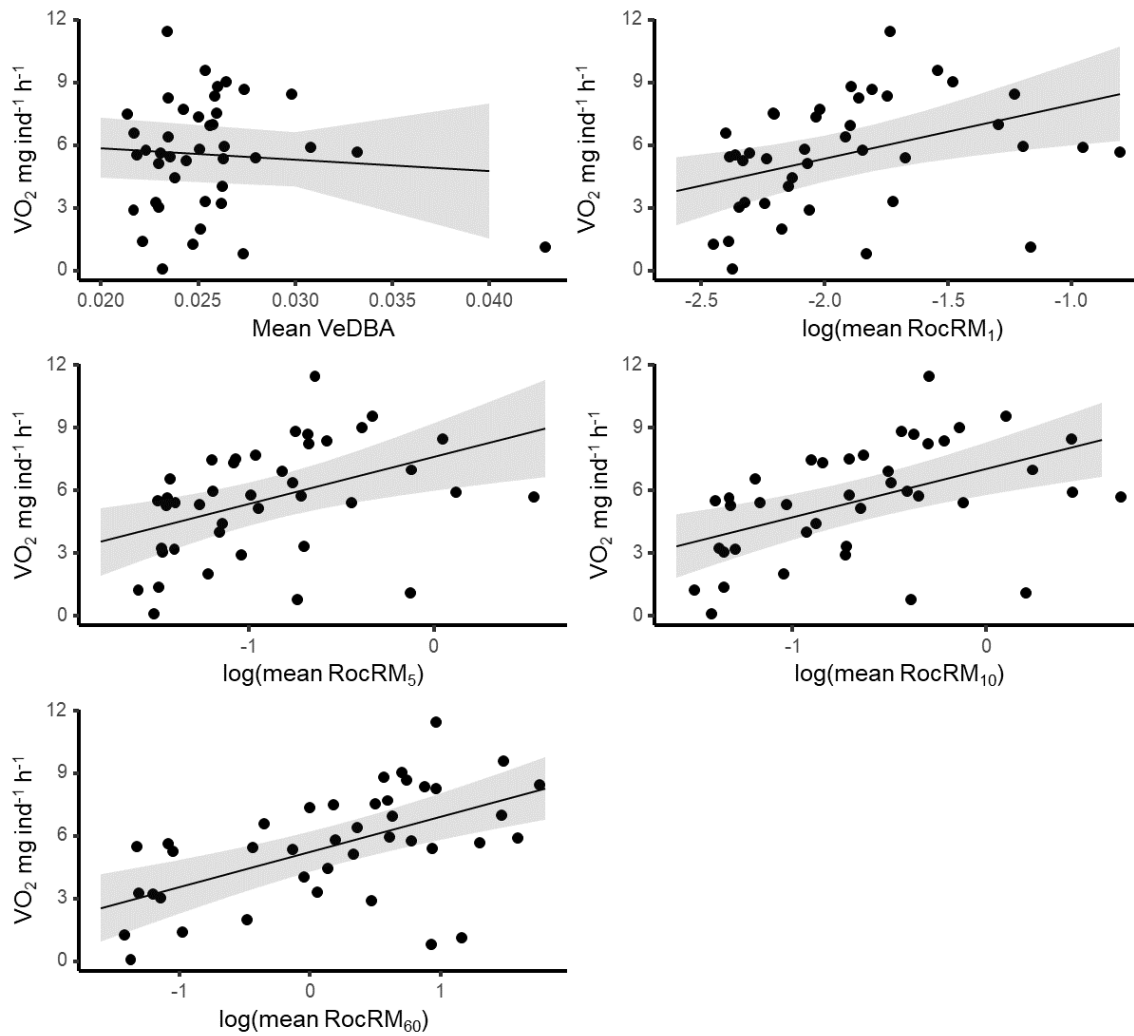 12
9
6
3
0
VO₂ mg ind⁻¹ h⁻¹
0.020 0.025 0.030 0.035 0.040
Mean VeDBA
12
9
6
3
0
VO₂ mg ind⁻¹ h⁻¹
-2.5 -2.0 -1.5 -1.0
log(mean RocRM₁)
12
9
6
3
0
VO₂ mg ind⁻¹ h⁻¹
-1 0
log(mean RocRM₅)
12
9
6
3
0
VO₂ mg ind⁻¹ h⁻¹
-1 0
log(mean RocRM₁₀)
12
9
6
3
0
VO₂ mg ind⁻¹ h⁻¹
-1 0 1
log(mean RocRM₆₀)